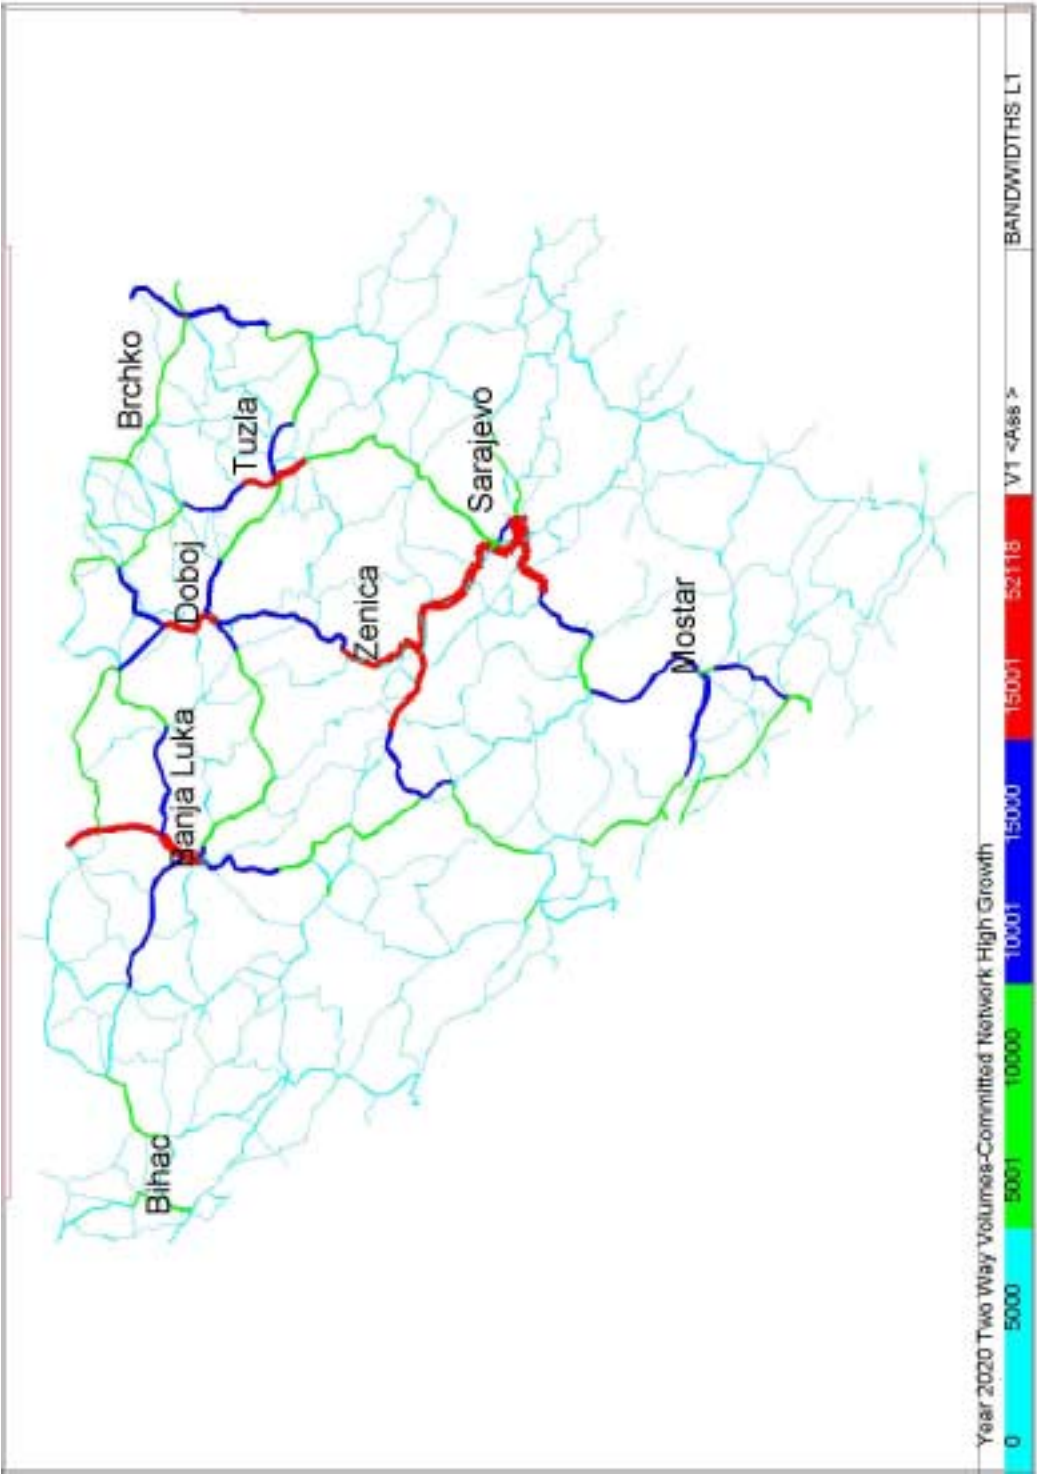 Brchko
Tuzla
Sarajevo
Doboj
Zenica
Mostar
Banja Luka
Bihac
Year 2020 Two Way Volumes-Committed Network High Growth
0 5000 5001 10000 10001 15000 15001 52118 V1 <Ass > BANDWIDTHS L1